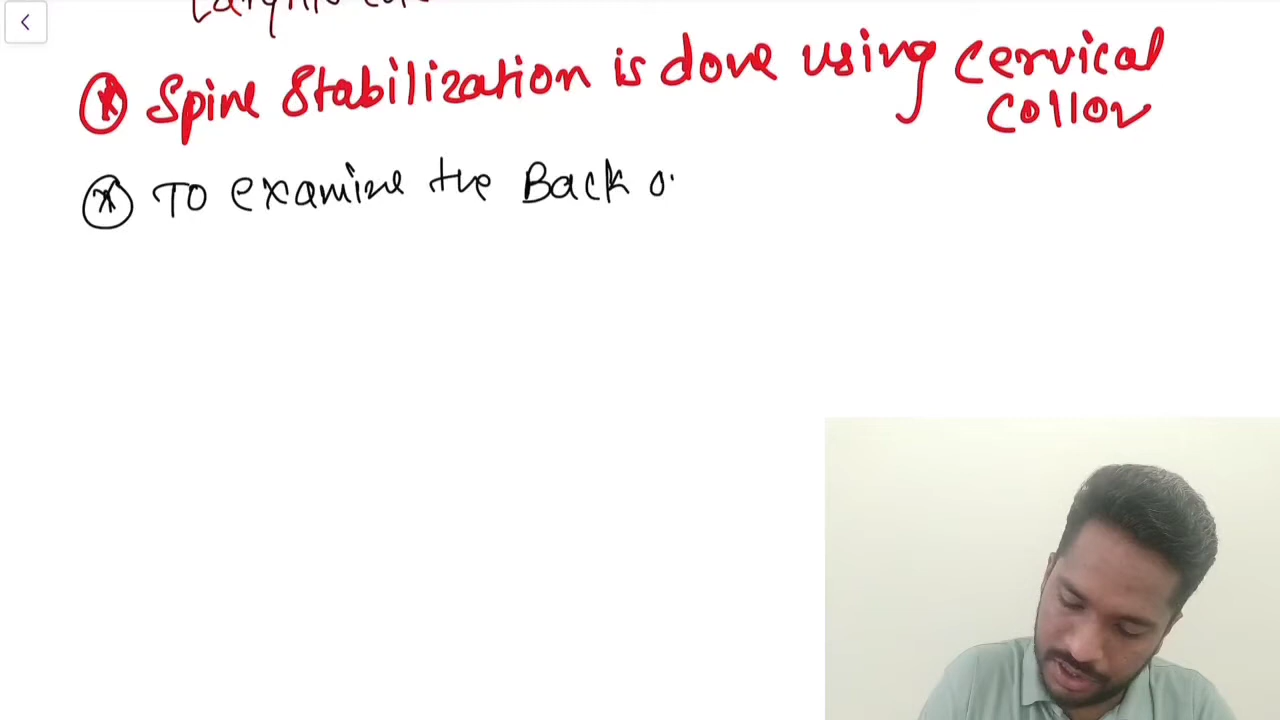 * Spine Stabilization is done using cervical
collar
* To examine the Back o